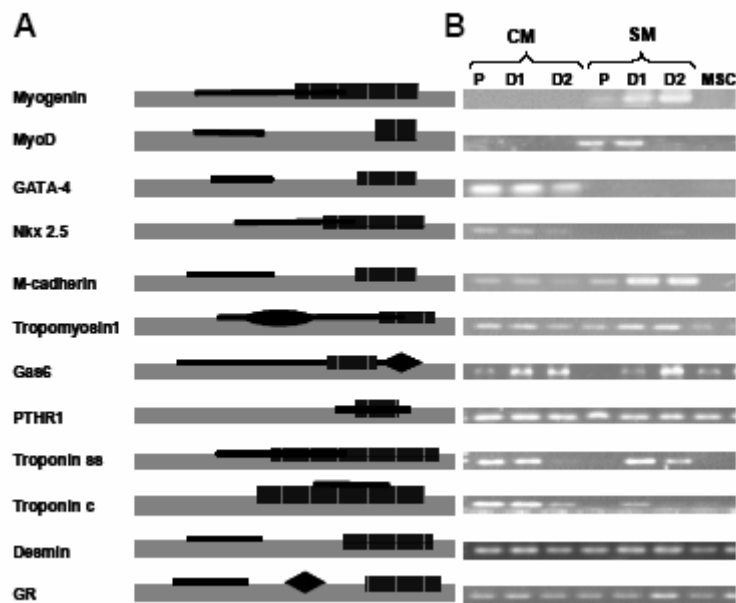 A
B
CM
SM
P D1 D2 P D1 D2 MSC
Myogenin
MyoD
GATA-4
Nkx 2.5
M-cadherin
Tropomyosin1
Gas6
PTHR1
Troponin ss
Troponin c
Desmin
GR